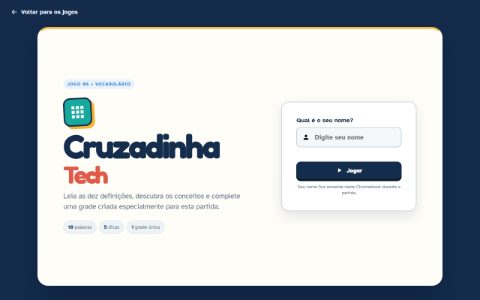 Voltar para os jogos
JOGO 06 • VOCABULÁRIO
Cruzadinha
Tech
Leia as dez definições, descubra os conceitos e complete
uma grade criada especialmente para esta partida.
10 palavras
5 dicas
1 grade única
Qual é o seu nome?
Digite seu nome
Jogar
Seu nome fica somente neste Chromebook durante a
partida.